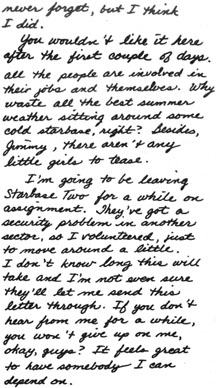 never forget, but I think
I did.
You wouldn't like it here
after the first couple of days.
all the people are involved in
their jobs and themselves. Why
waste all the best summer
weather sitting around some
cold starbase, right? Besides,
Jimmy, there aren't any
little girls to tease.
I'm going to be leaving
Starbase Two for a while on
assignment. They've got a
security problem in another
sector, so I volunteered, just
to move around a little.
I don't know long this will
take and I'm not even sure
they'll let me send this
letter through. If you don't
hear from me for a while,
you won't give up on me,
okay, guys? It feels great
to have somebody I can
depend on.